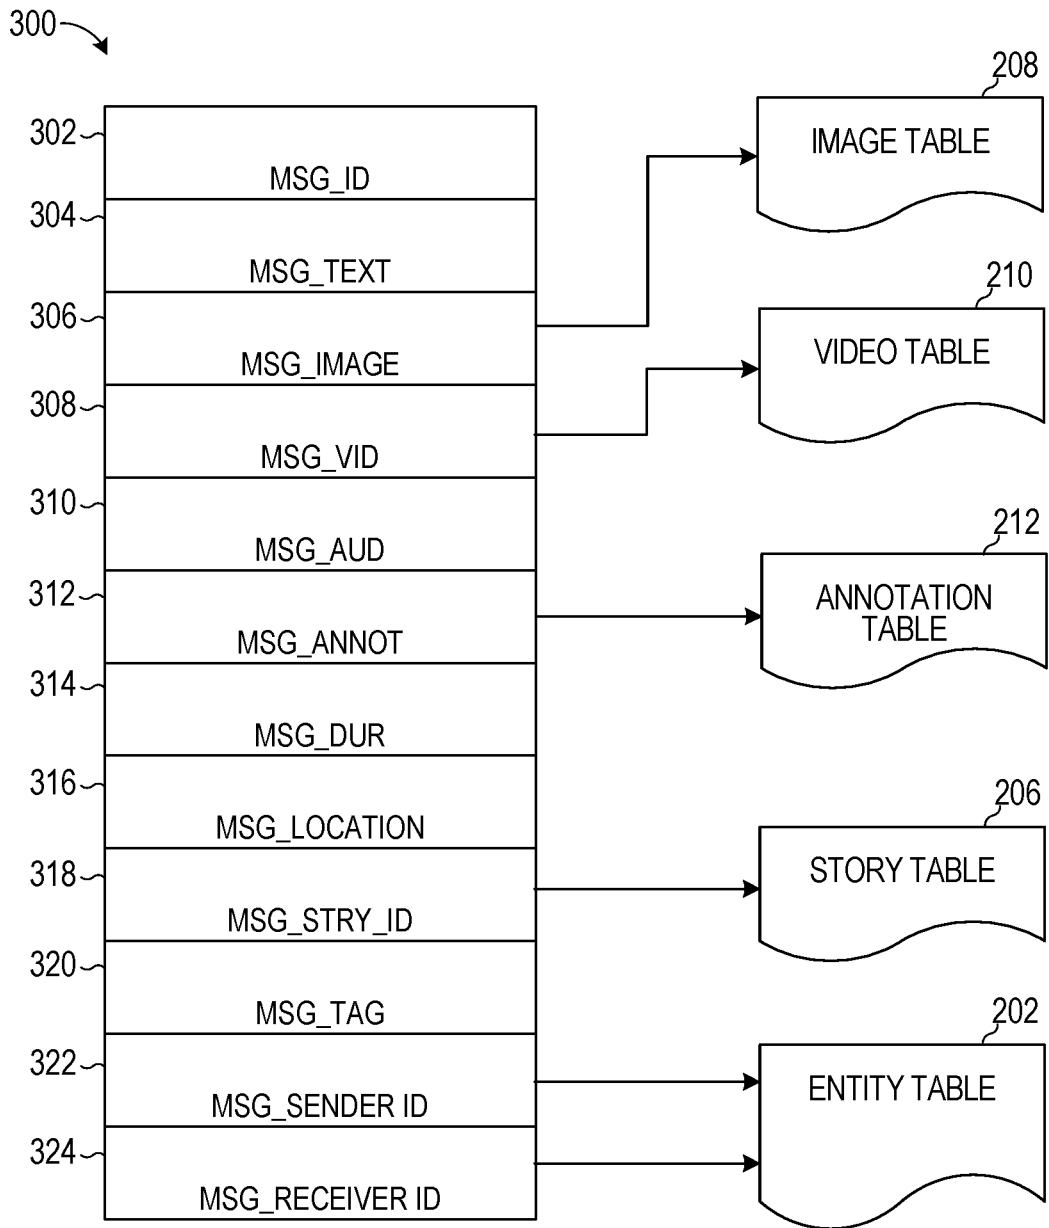 300
302
MSG_ID
304
MSG_TEXT
306
MSG_IMAGE
308
MSG_VID
310
MSG_AUD
312
MSG_ANNOT
314
MSG_DUR
316
MSG_LOCATION
318
MSG_STRY_ID
320
MSG_TAG
322
MSG_SENDER ID
324
MSG_RECEIVER ID
208
IMAGE TABLE
210
VIDEO TABLE
212
ANNOTATION
TABLE
206
STORY TABLE
202
ENTITY TABLE